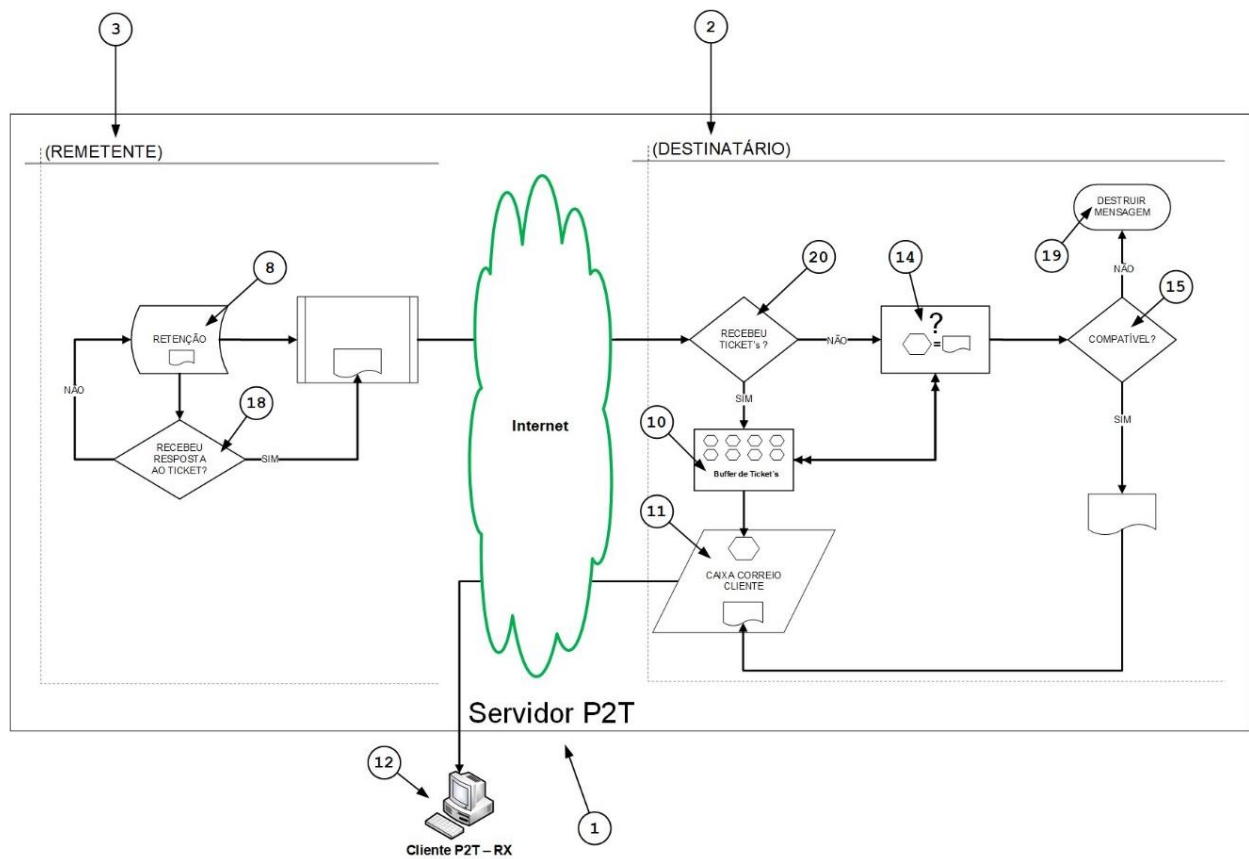 3
2
(REMETENTE)
(DESTINATÁRIO)
DESTRUIR
MENSAGEM
19
8
20
14
NÃO
15
RETENÇÃO
RECEBEU
TICKET's ?
NÃO
?
=
COMPATÍVEL?
NÃO
18
SIM
SIM
Internet
10
RECEBEU
RESPOSTA
AO TICKET?
SIM
Buffer de Ticket's
11
CAIXA CORREIO
CLIENTE
Servidor P2T
12
1
Cliente P2T – RX